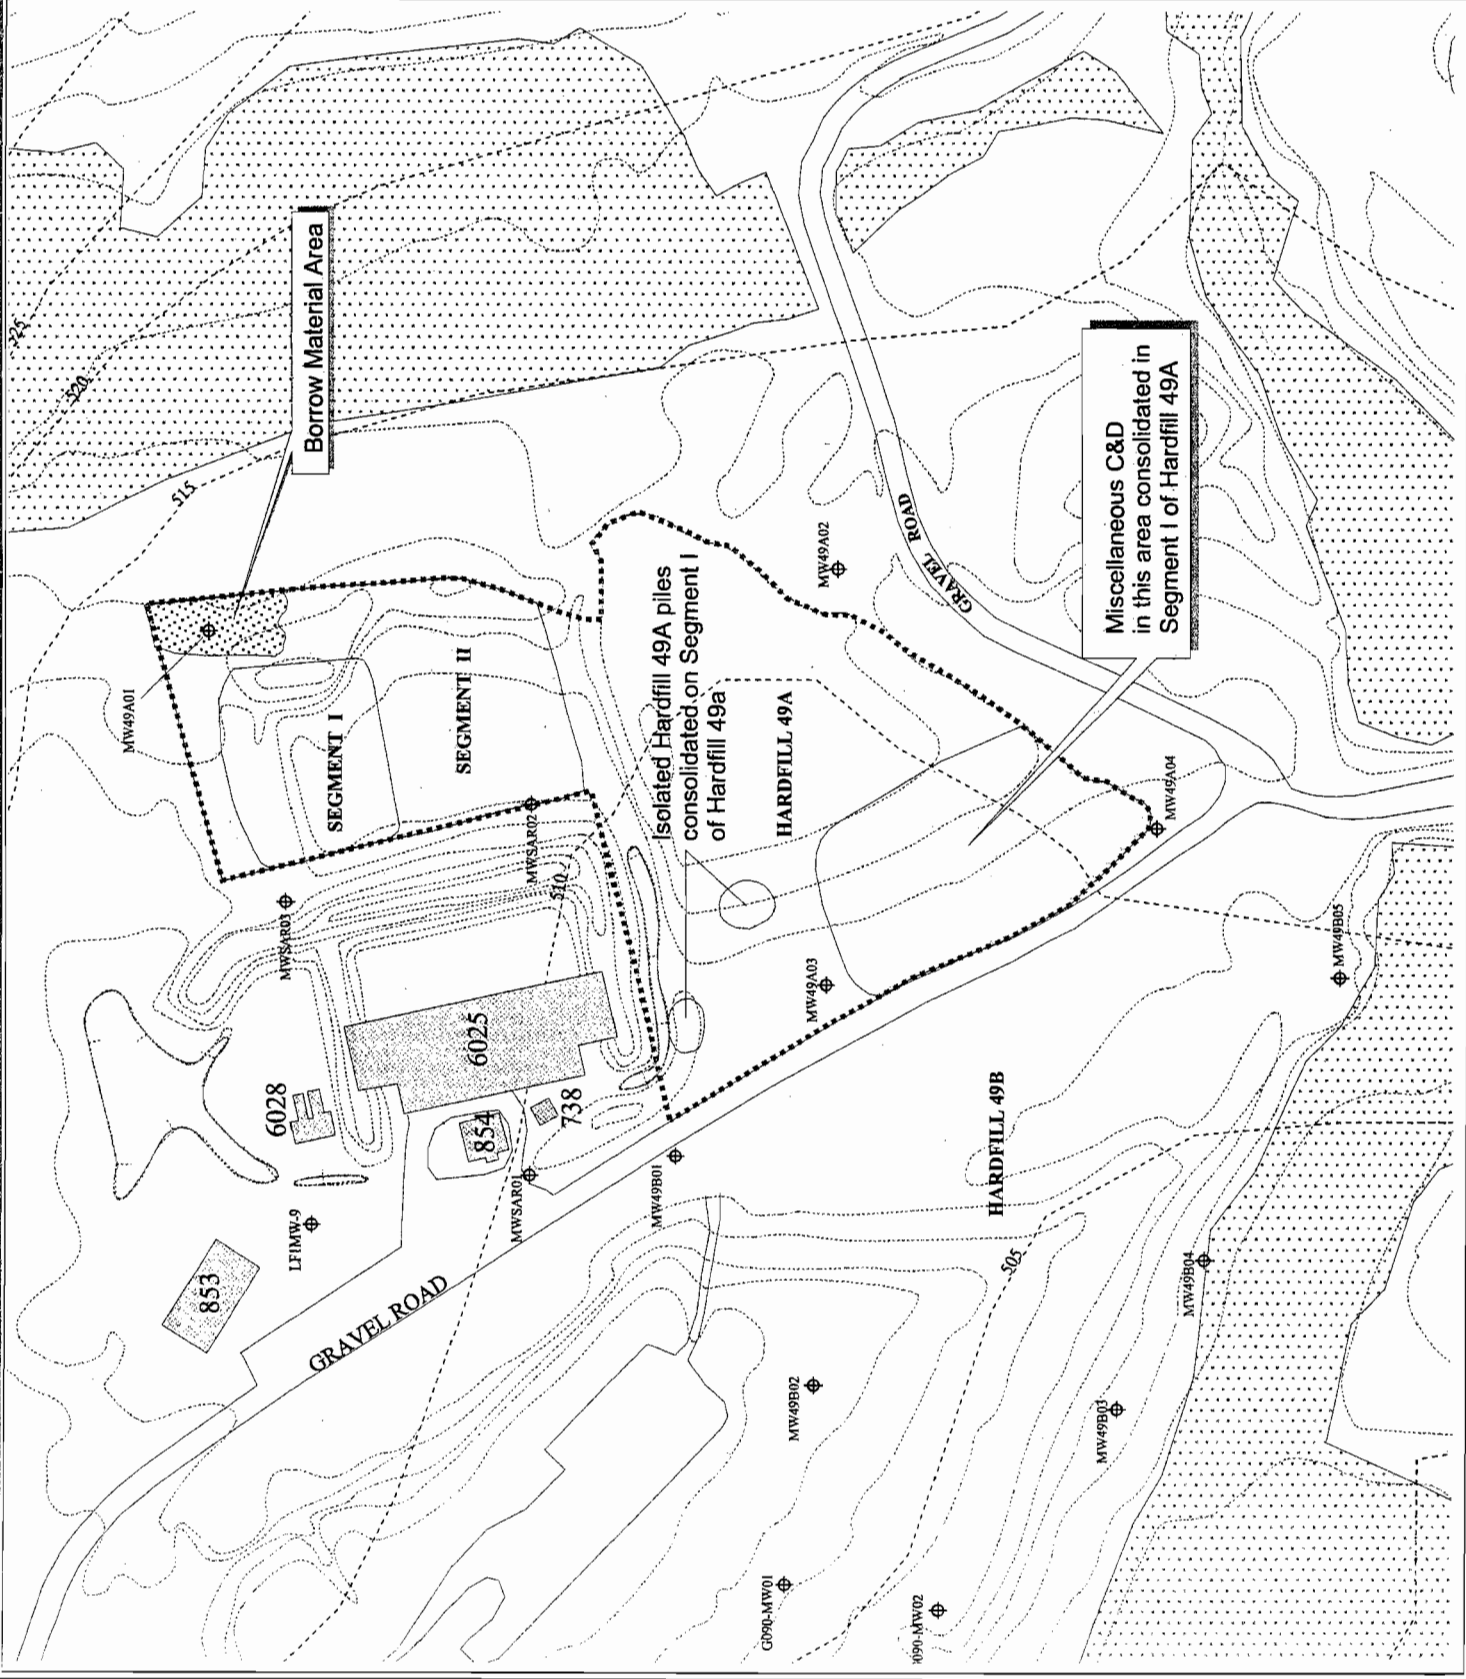 525
520
515
Borrow Material Area
MW49A01
SEGMENT I
SEGMENT II
MWSAR03
MWSAR02
510
Isolated Hardfill 49A piles
consolidated on Segment I
of Hardfill 49a
HARDFILL 49A
MW49A02
GRAVEL ROAD
Miscellaneous C&D
in this area consolidated in
Segment I of Hardfill 49A
MW49A03
MW49A04
6028
6025
854
738
LFIMW-9
853
MWSAR01
GRAVEL ROAD
MW49B01
HARDFILL 49B
505
MW49B05
MW49B04
MW49B02
MW49B03
G090-MW01
090-MW02